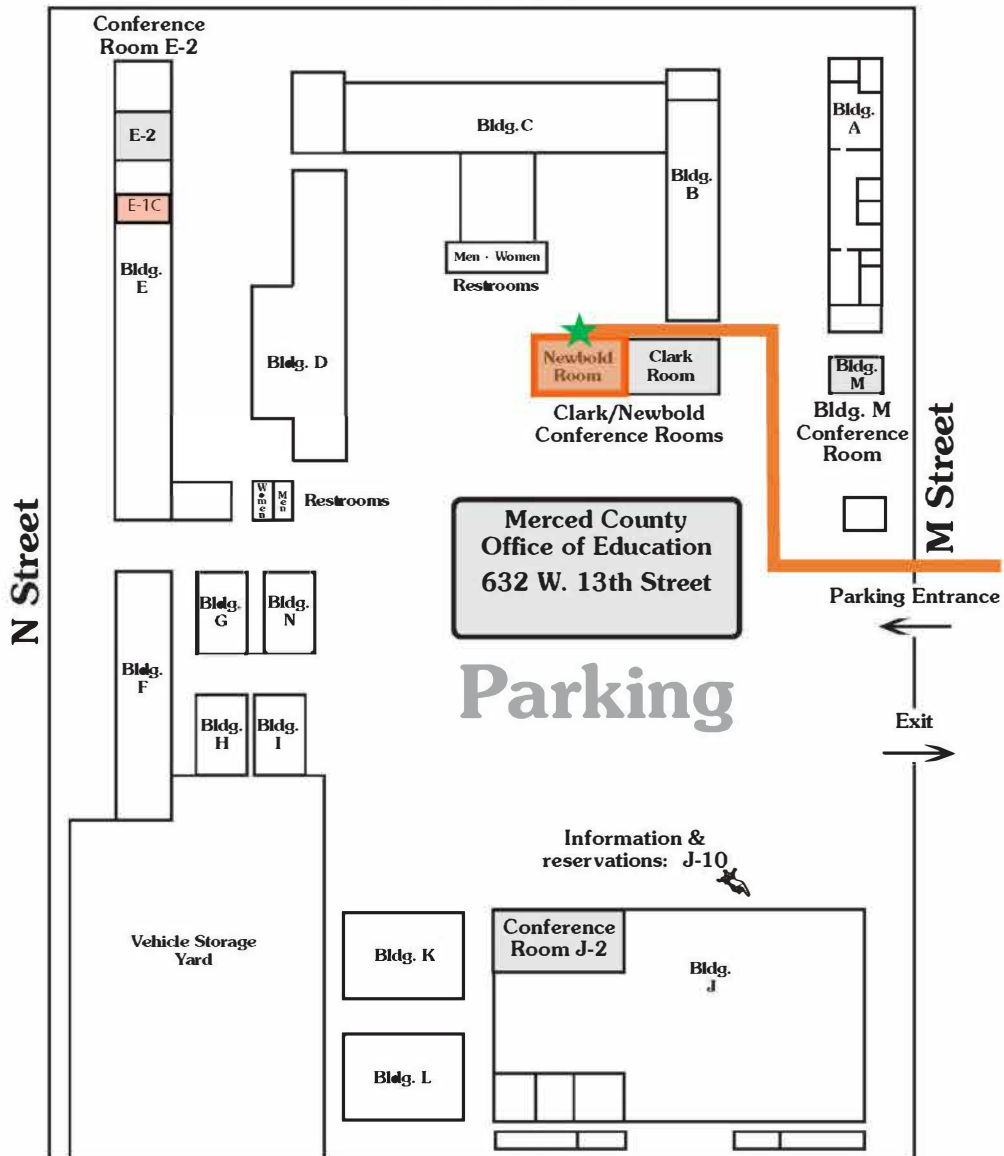 Conference
Room E-2
E-2
E-1C
Bldg.
E
Bldg. C
Bldg.
B
Bldg.
A
Men · Women
Restrooms
Bldg. D
Newbold
Room
Clark
Room
Clark/Newbold
Conference Rooms
Bldg.
M
Bldg. M
Conference
Room
M Street
N Street
Women
Men
Restrooms
Merced County
Office of Education
632 W. 13th Street
Parking Entrance
Bldg.
G
Bldg.
N
Bldg.
F
Bldg.
H
Bldg.
I
Parking
Exit
Information &
reservations: J-10
Vehicle Storage
Yard
Bldg. K
Conference
Room J-2
Bldg.
J
Bldg. L